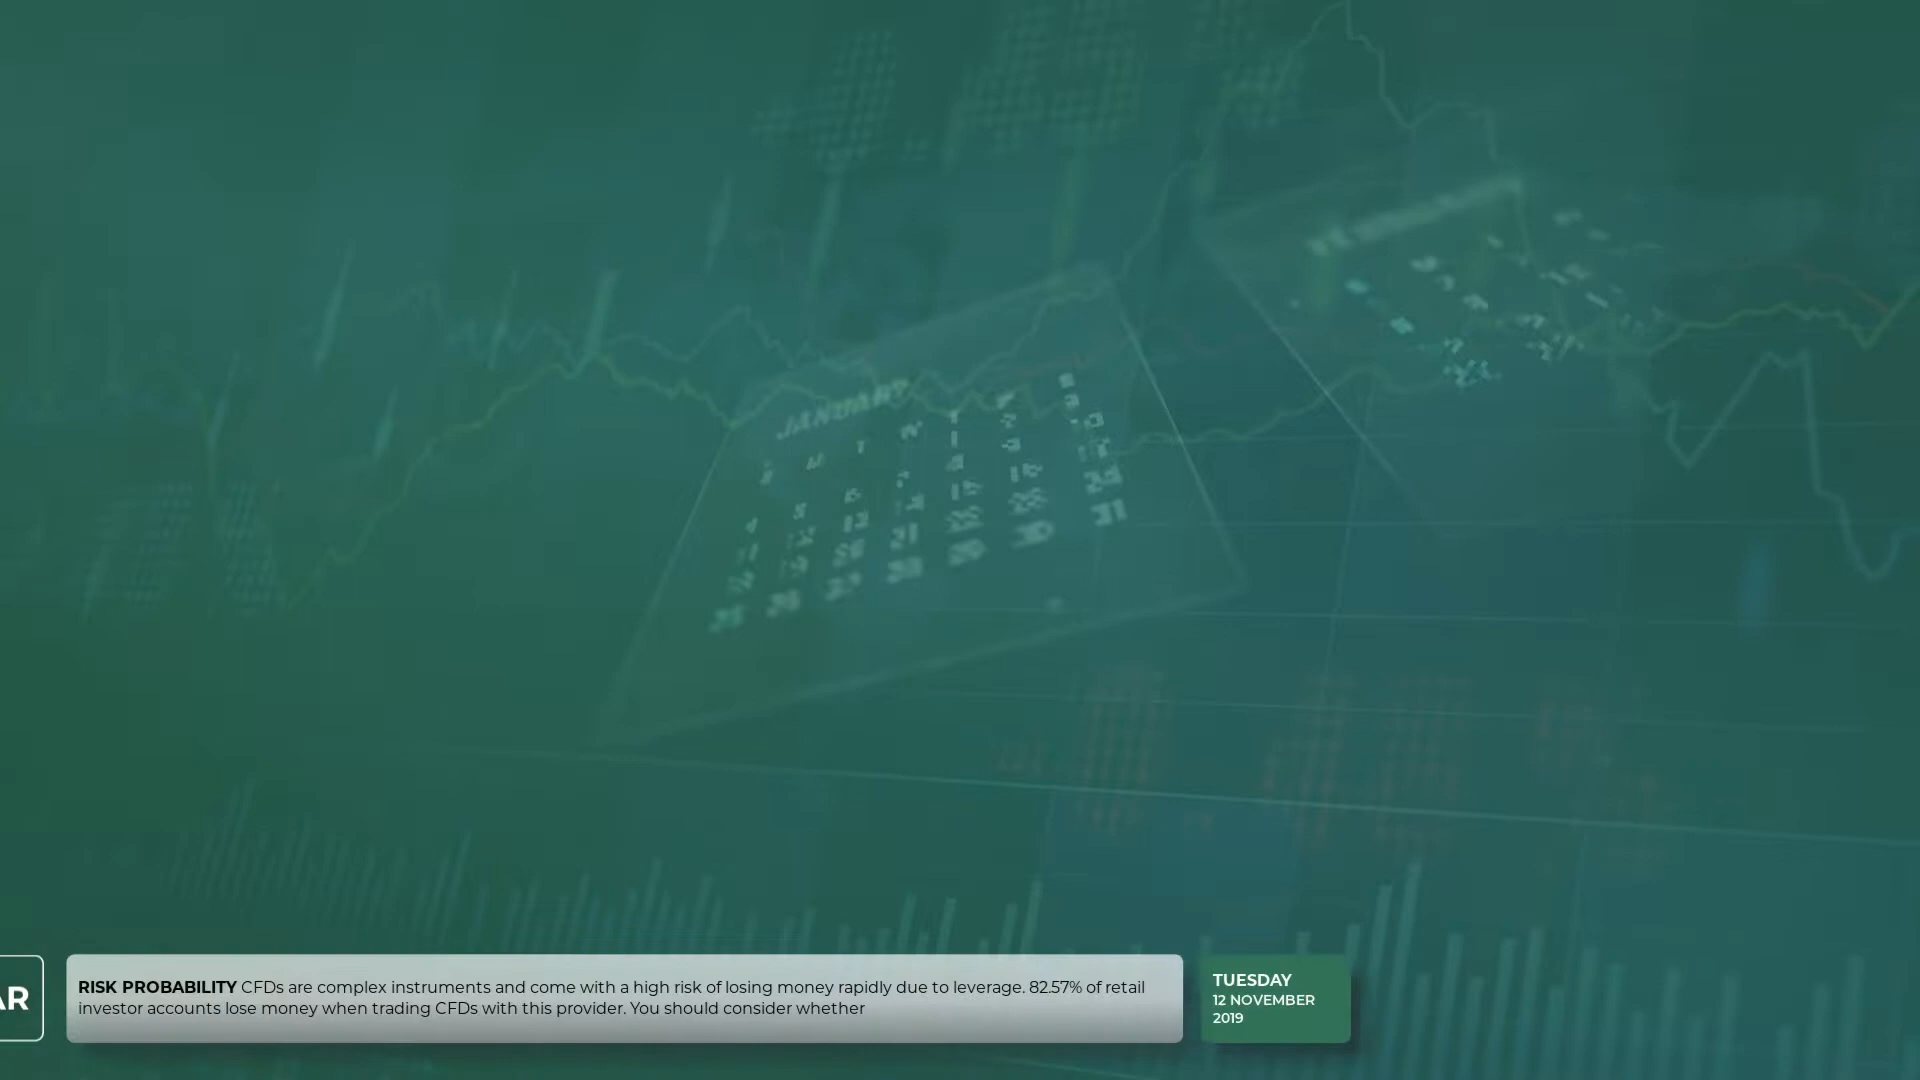 JANUARY
AR
RISK PROBABILITY CFDs are complex instruments and come with a high risk of losing money rapidly due to leverage. 82.57% of retail
investor accounts lose money when trading CFDs with this provider. You should consider whether
TUESDAY
12 NOVEMBER
2019